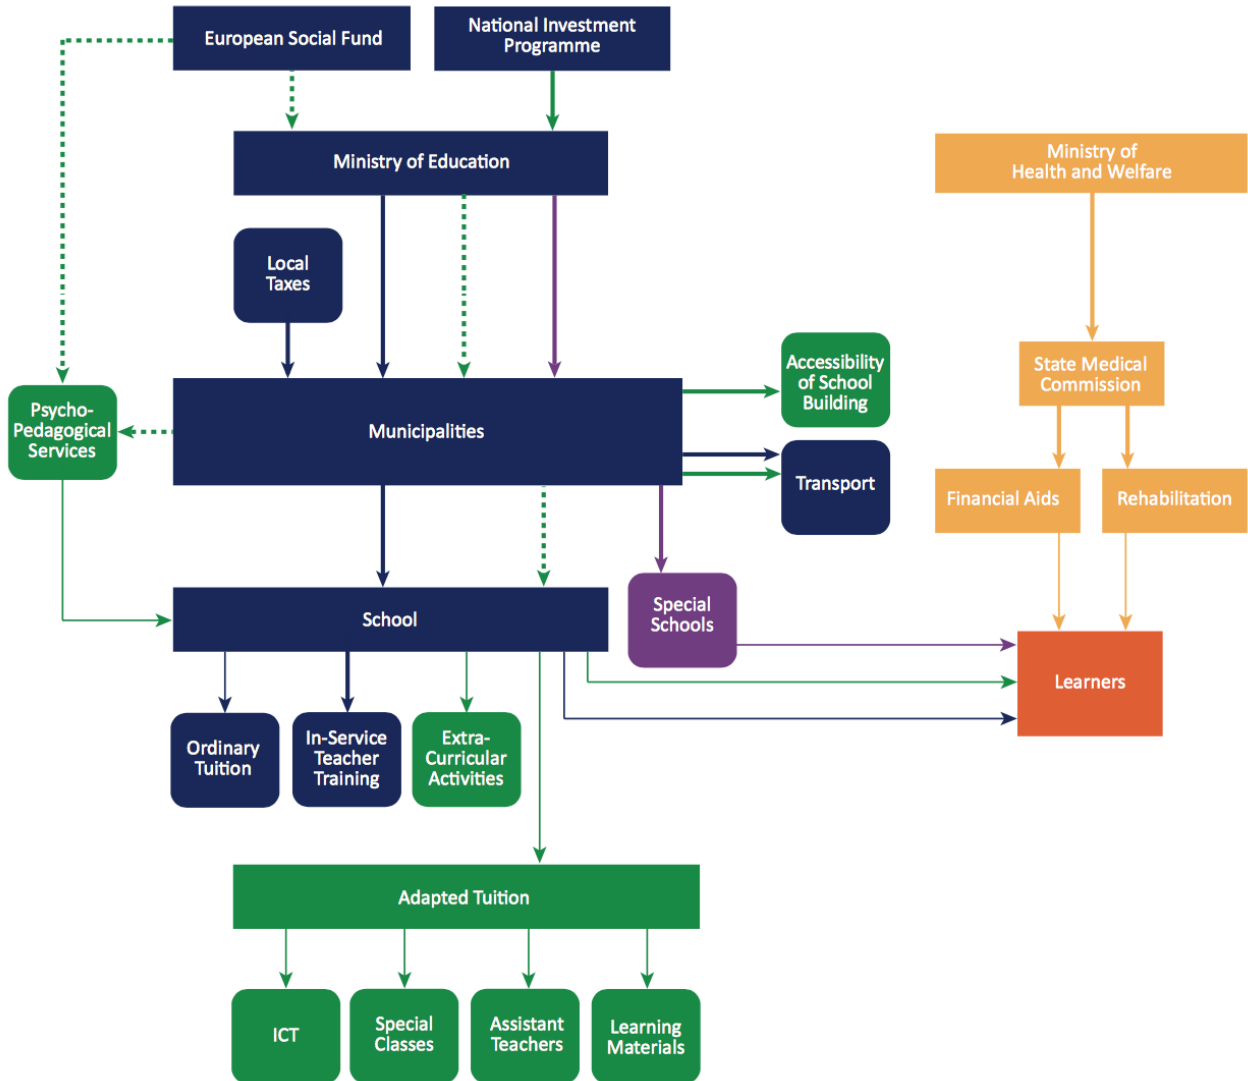 European Social Fund
National Investment
Programme
Ministry of Education
Ministry of
Health and Welfare
Local
Taxes
Accessibility
of School
Building
State Medical
Commission
Psycho-
Pedagogical
Services
Municipalities
Transport
Financial Aids
Rehabilitation
School
Special
Schools
Learners
Ordinary
Tuition
In-Service
Teacher
Training
Extra-
Curricular
Activities
Adapted Tuition
ICT
Special
Classes
Assistant
Teachers
Learning
Materials